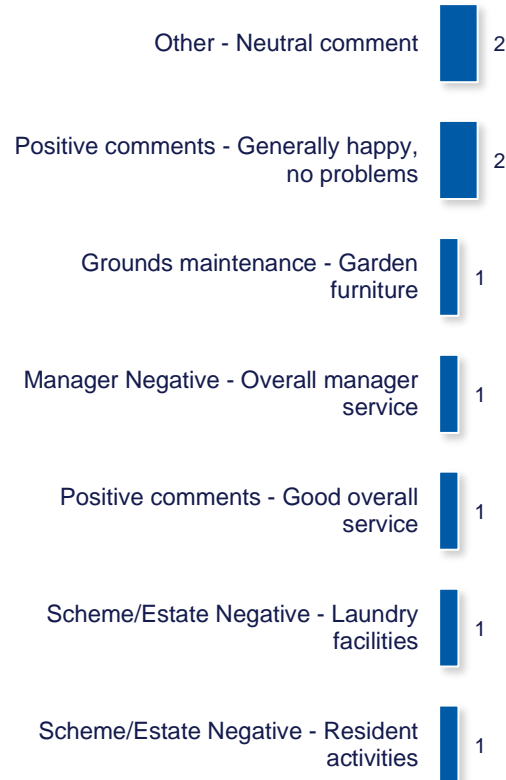 Other - Neutral comment 2
Positive comments - Generally happy,
no problems 2
Grounds maintenance - Garden
furniture 1
Manager Negative - Overall manager
service 1
Positive comments - Good overall
service 1
Scheme/Estate Negative - Laundry
facilities 1
Scheme/Estate Negative - Resident
activities 1